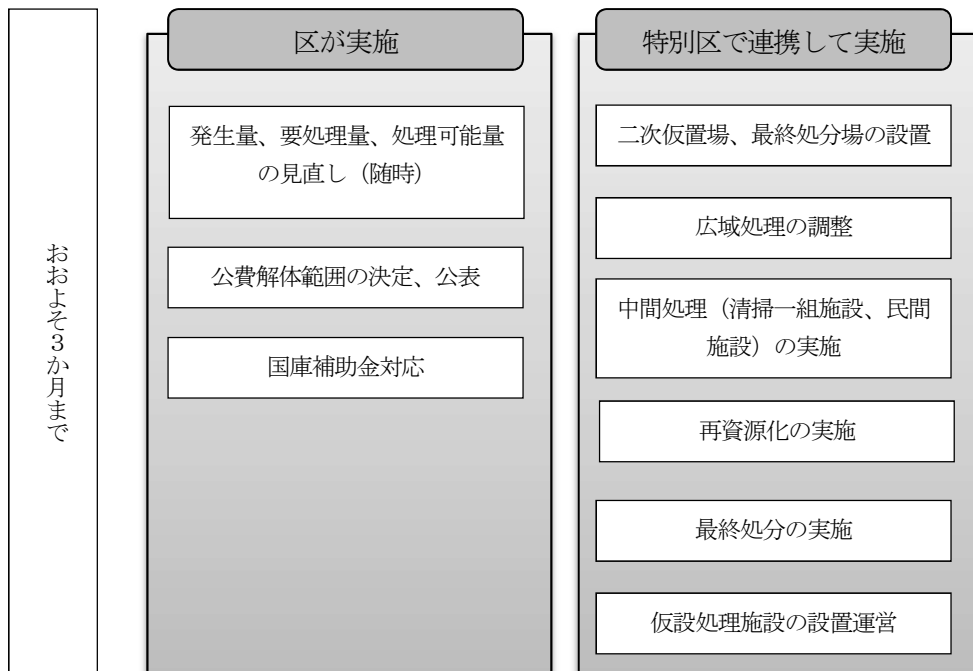 おおよそ３か月まで
区が実施
発生量、要処理量、処理可能量
の見直し（随時）
公費解体範囲の決定、公表
国庫補助金対応
特別区で連携して実施
二次仮置場、最終処分場の設置
広域処理の調整
中間処理（清掃一組施設、民間
施設）の実施
再資源化の実施
最終処分の実施
仮設処理施設の設置運営